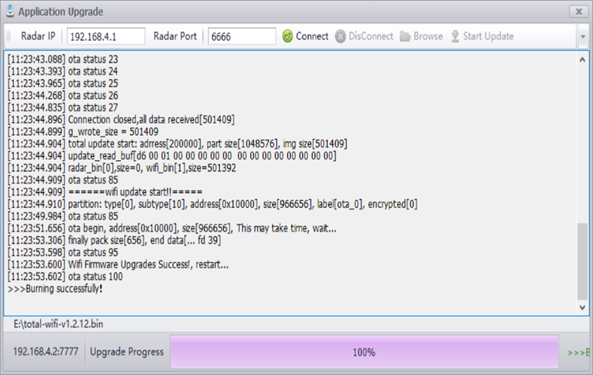 Application Upgrade
Radar IP 192.168.4.1 Radar Port 6666 Connect DisConnect Browse Start Update
[11:23:43.088] ota status 23
[11:23:43.393] ota status 24
[11:23:43.965] ota status 25
[11:23:44.268] ota status 26
[11:23:44.835] ota status 27
[11:23:44.896] Connection closed,all data received[501409]
[11:23:44.899] g_wrote_size = 501409
[11:23:44.904] total update start: adrress[200000], part size[1048576], img size[501409]
[11:23:44.904] update_read_buf[d6 00 01 00 00 00 00 00  00 00 00 00 00 00 00 00]
[11:23:44.904] radar_bin[0],size=0, wifi_bin[1],size=501392
[11:23:44.909] ota status 85
[11:23:44.909] ======wifi update start!!=====
[11:23:44.910] partition: type[0], subtype[10], address[0x10000], size[966656], label[ota_0], encrypted[0]
[11:23:49.984] ota status 85
[11:23:51.656] ota begin, address[0x10000], size[966656], This may take time, wait...
[11:23:53.306] finally pack size[656], end data[... fd 39]
[11:23:53.598] ota status 95
[11:23:53.600] Wifi Firmware Upgrades Success!, restart...
[11:23:53.602] ota status 100
>>>Burning successfully!
E:\total-wifi-v1.2.12.bin
192.168.4.2:7777 Upgrade Progress 100% >>>B